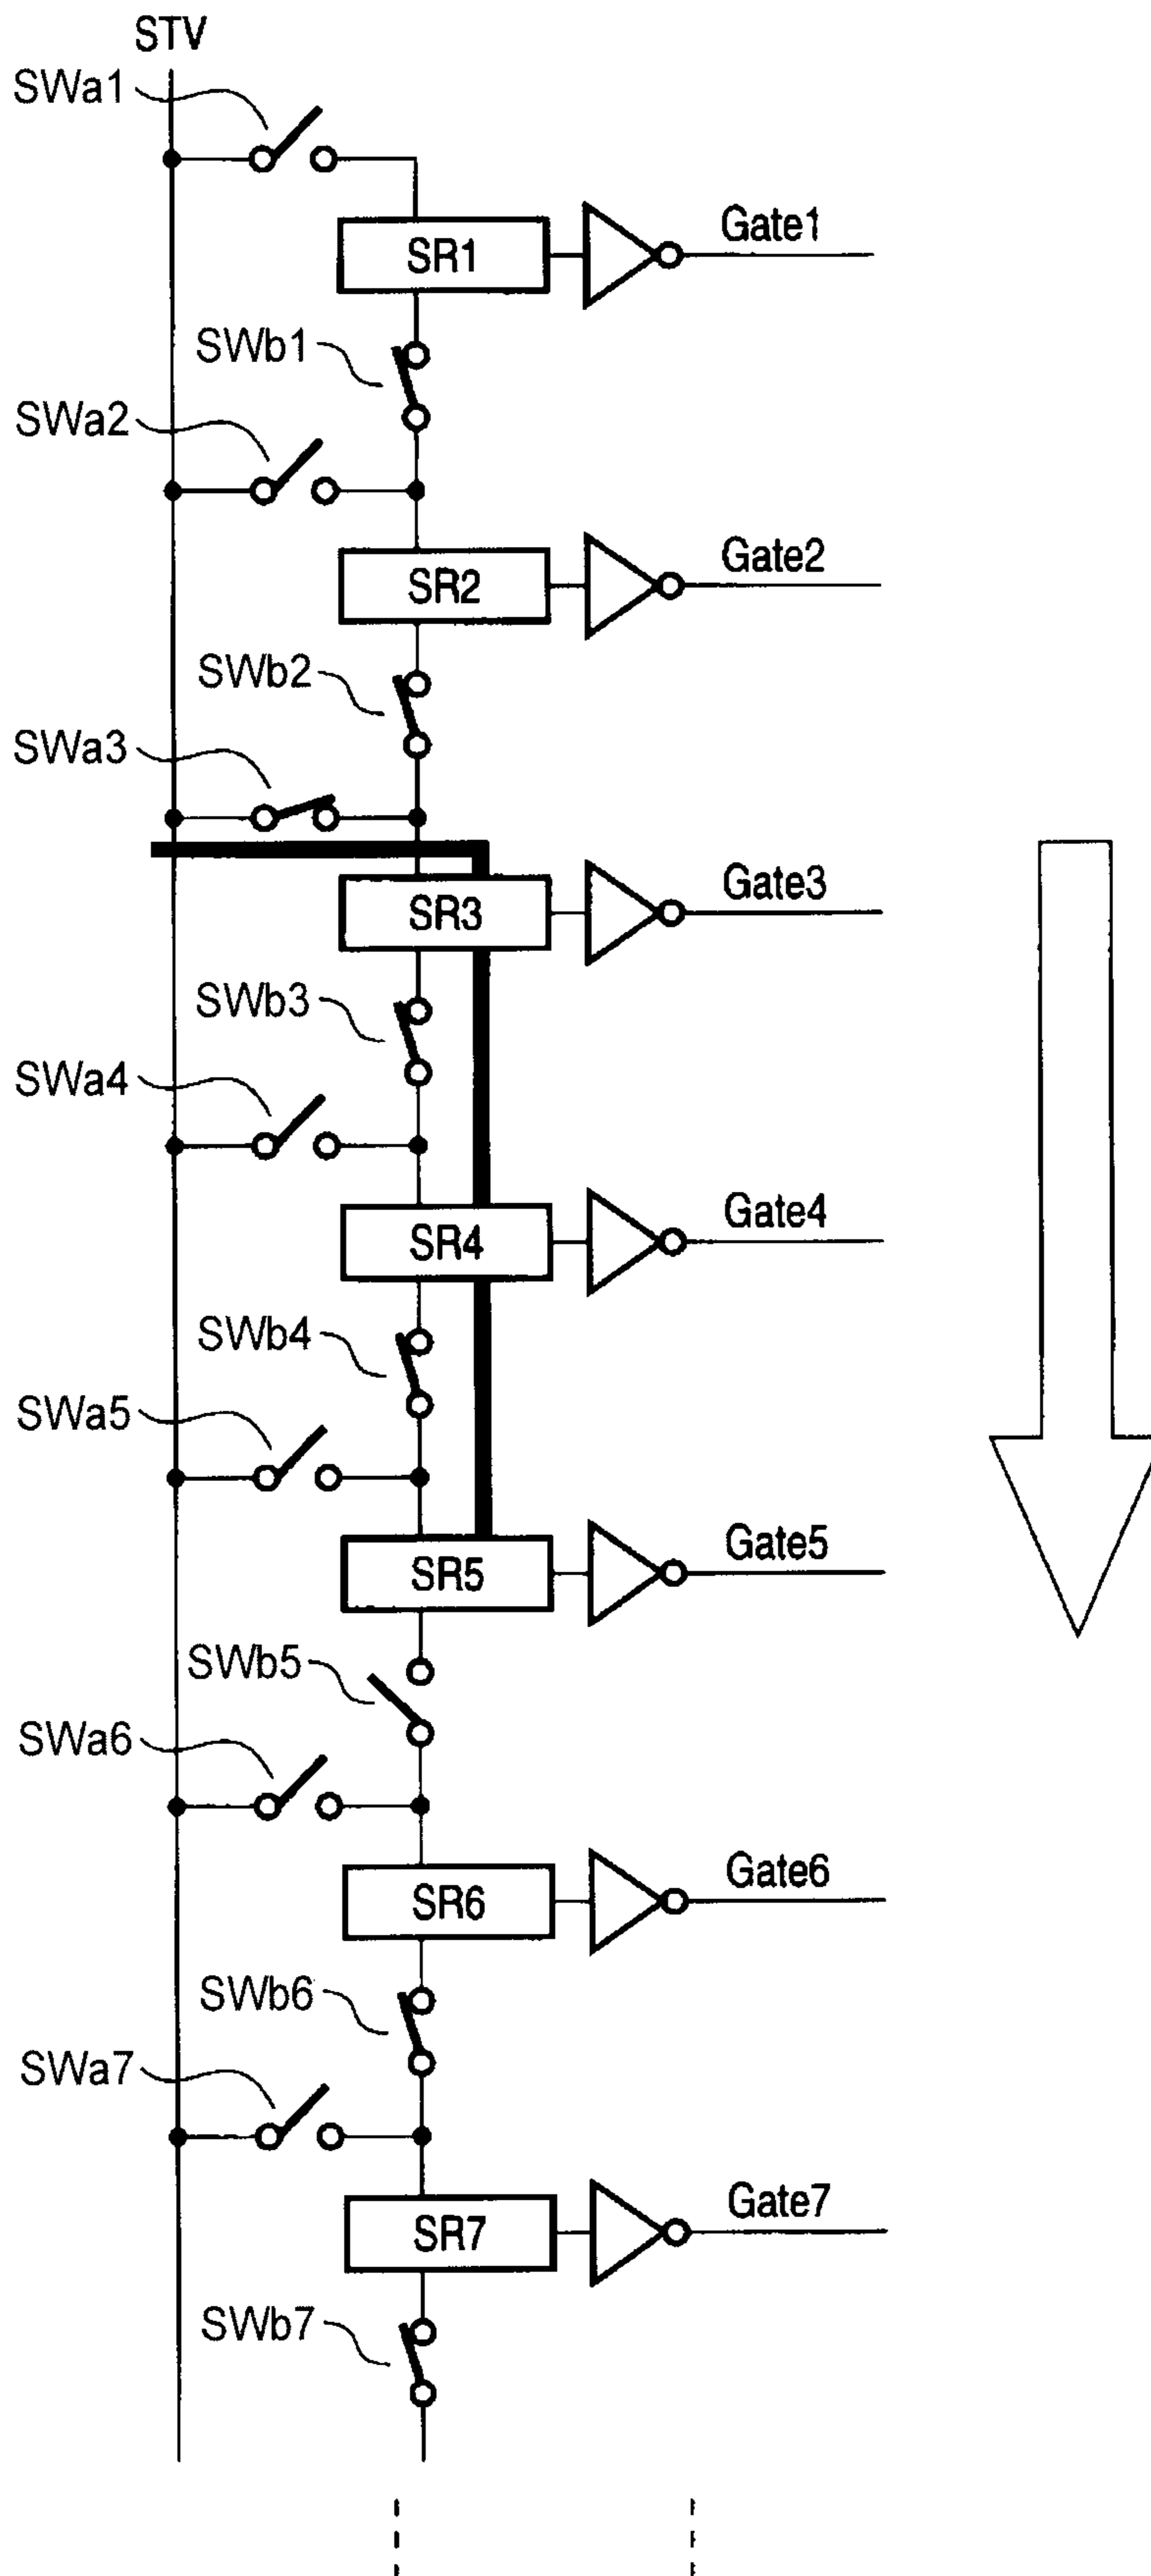 STV
SWa1
Gate1
SR1
SWb1
SWa2
Gate2
SR2
SWb2
SWa3
Gate3
SR3
SWb3
SWa4
Gate4
SR4
SWb4
SWa5
Gate5
SR5
SWb5
SWa6
Gate6
SR6
SWb6
SWa7
Gate7
SR7
SWb7